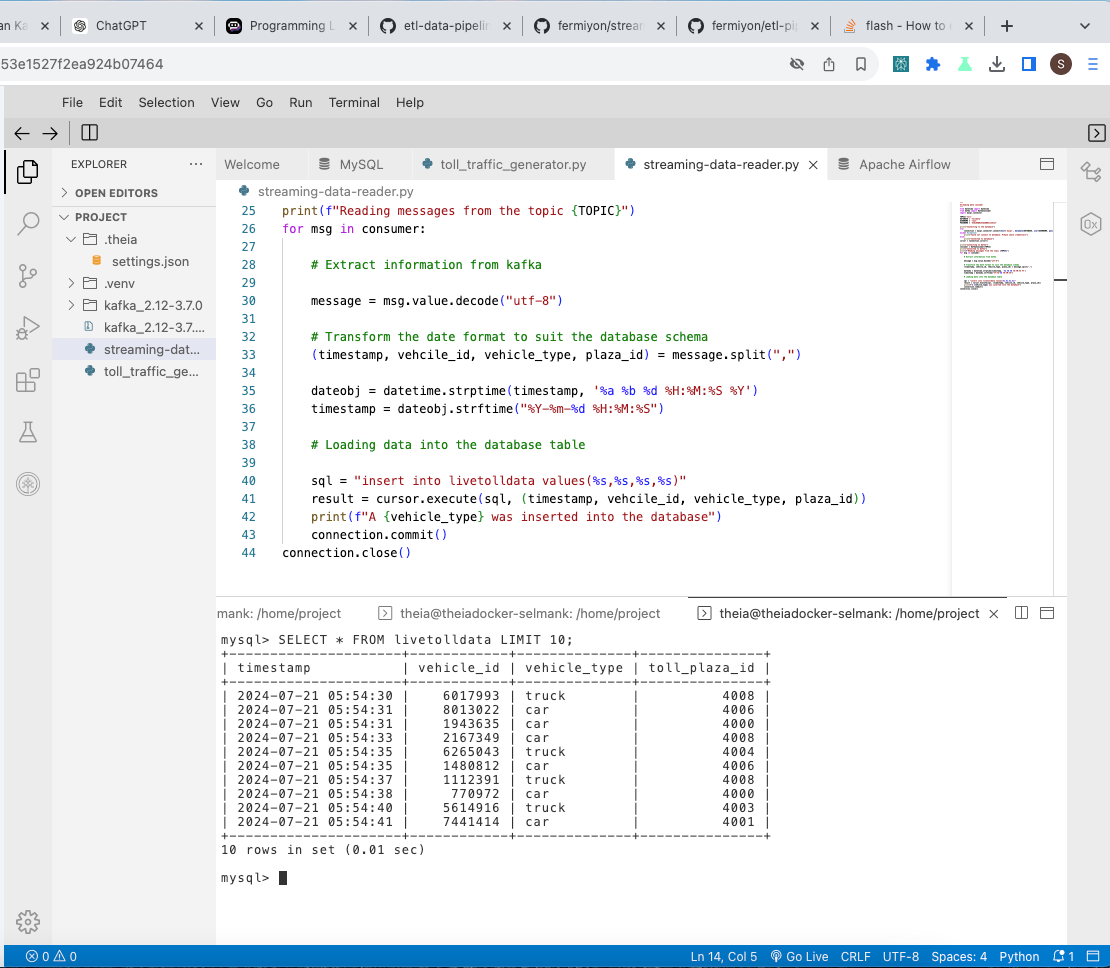 an Ka
ChatGPT
Programming L
etl-data-pipelin
fermiyon/strean
fermiyon/etl-pi
flash - How to
53e1527f2ea924b07464
S
File Edit Selection View Go Run Terminal Help
EXPLORER
Welcome
MySQL
toll_traffic_generator.py
streaming-data-reader.py
Apache Airflow
OPEN EDITORS
PROJECT
.theia
settings.json
.venv
kafka_2.12-3.7.0
kafka_2.12-3.7....
streaming-dat...
toll_traffic_ge...
streaming-data-reader.py
25 print(f"Reading messages from the topic {TOPIC}")
26 for msg in consumer:
27
28 # Extract information from kafka
29
30 message = msg.value.decode("utf-8")
31
32 # Transform the date format to suit the database schema
33 (timestamp, vehcile_id, vehicle_type, plaza_id) = message.split(",")
34
35 dateobj = datetime.strptime(timestamp, '%a %b %d %H:%M:%S %Y')
36 timestamp = dateobj.strftime("%Y-%m-%d %H:%M:%S")
37
38 # Loading data into the database table
39
40 sql = "insert into livetolldata values(%s,%s,%s,%s)"
41 result = cursor.execute(sql, (timestamp, vehcile_id, vehicle_type, plaza_id))
42 print(f"A {vehicle_type} was inserted into the database")
43 connection.commit()
44 connection.close()
mank: /home/project
theia@theiadocker-selmank: /home/project
theia@theiadocker-selmank: /home/project
mysql> SELECT * FROM livetolldata LIMIT 10;
+---------------------+------------+--------------+---------------+
| timestamp | vehicle_id | vehicle_type | toll_plaza_id |
+---------------------+------------+--------------+---------------+
| 2024-07-21 05:54:30 | 6017993 | truck | 4008 |
| 2024-07-21 05:54:31 | 8013022 | car | 4006 |
| 2024-07-21 05:54:31 | 1943635 | car | 4000 |
| 2024-07-21 05:54:33 | 2167349 | car | 4008 |
| 2024-07-21 05:54:35 | 6265043 | truck | 4004 |
| 2024-07-21 05:54:35 | 1480812 | car | 4006 |
| 2024-07-21 05:54:37 | 1112391 | truck | 4008 |
| 2024-07-21 05:54:38 | 770972 | car | 4000 |
| 2024-07-21 05:54:40 | 5614916 | truck | 4003 |
| 2024-07-21 05:54:41 | 7441414 | car | 4001 |
+---------------------+------------+--------------+---------------+
10 rows in set (0.01 sec)
mysql>
0 0
Ln 14, Col 5 Go Live CRLF UTF-8 Spaces: 4 Python 1